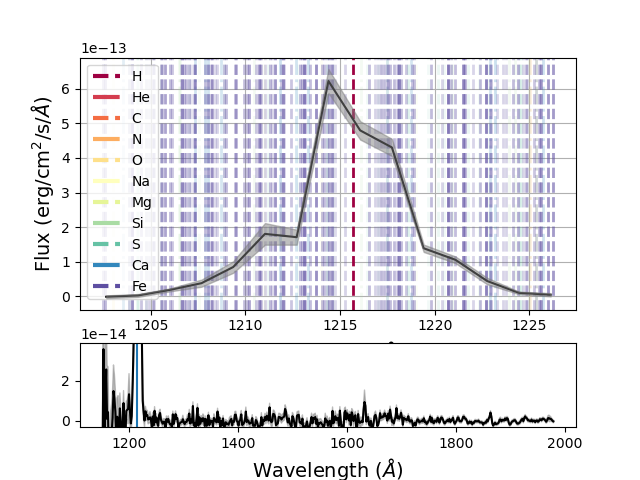 1e−13
Flux (erg/cm²/s/Å)
6
5
4
3
2
1
0
H
He
C
N
O
Na
Mg
Si
S
Ca
Fe
1205 1210 1215 1220 1225
1e−14
2
0
1200 1400 1600 1800 2000
Wavelength (Å)